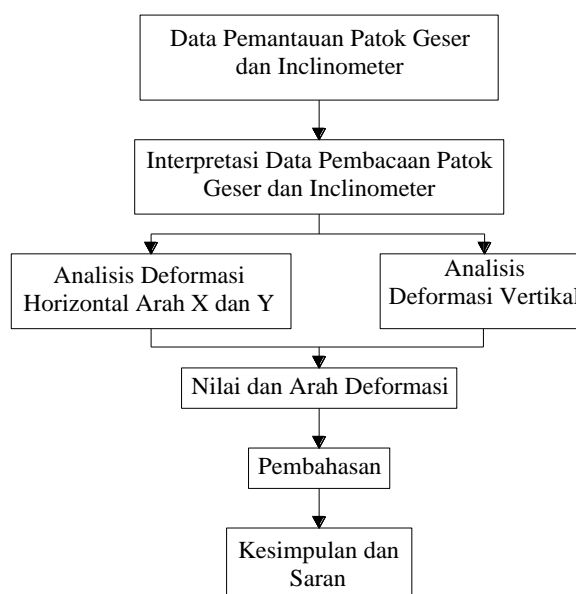 Data Pemantauan Patok Geser
dan Inclinometer
Interpretasi Data Pembacaan Patok
Geser dan Inclinometer
Analisis Deformasi
Horizontal Arah X dan Y
Analisis
Deformasi Vertikal
Nilai dan Arah Deformasi
Pembahasan
Kesimpulan dan
Saran